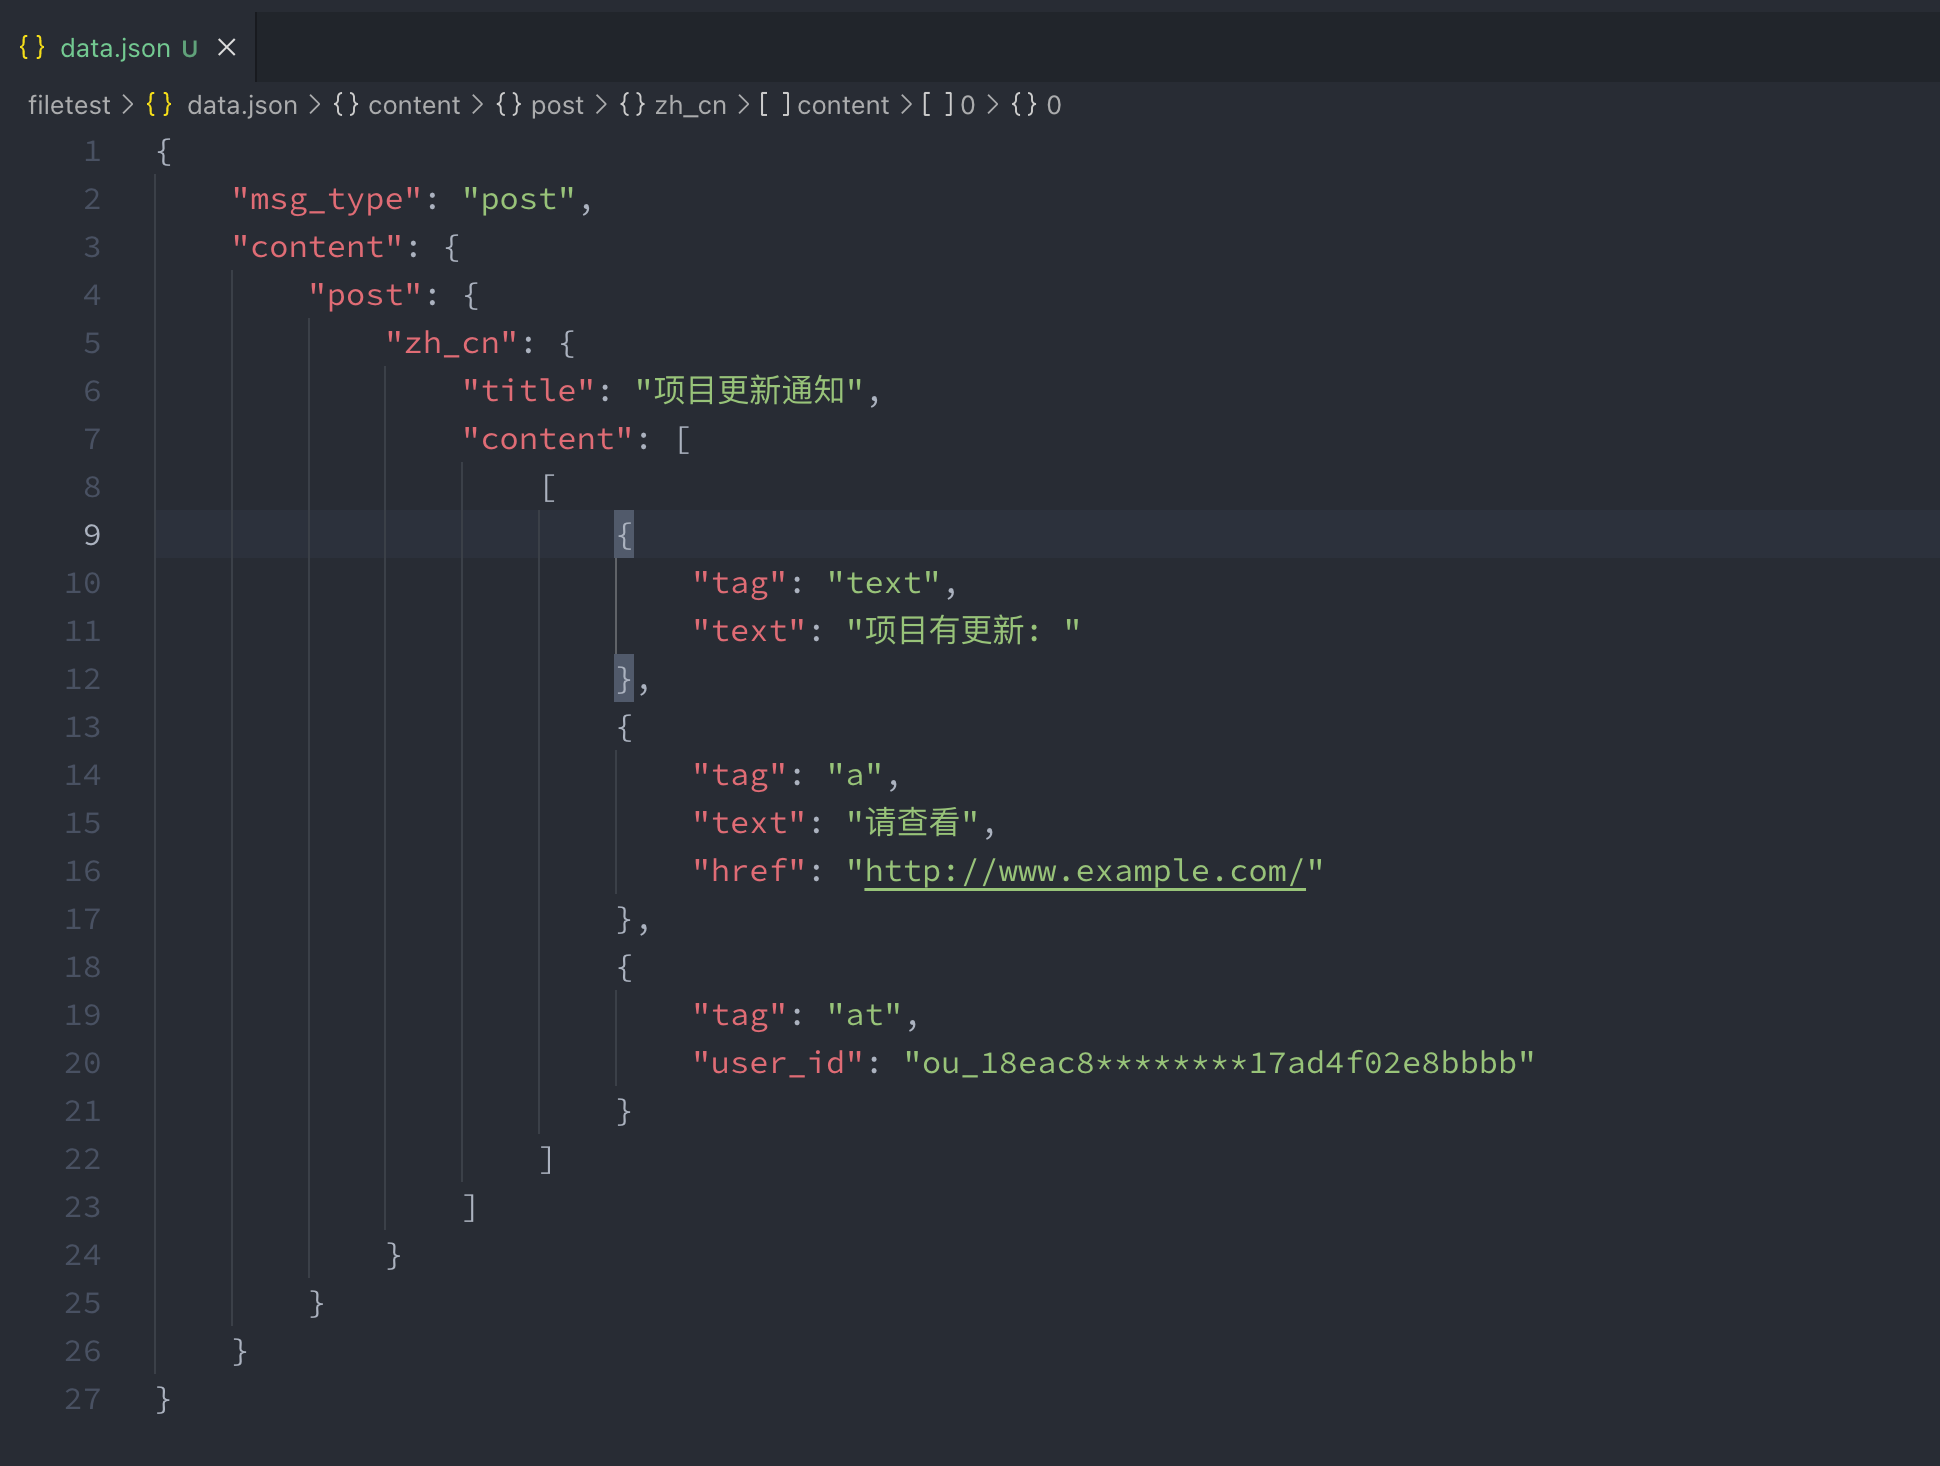 {} data.json U ×
filetest > {} data.json > {} content > {} post > {} zh_cn > [ ] content > [ ] 0 > {} 0
1 {
2     "msg_type": "post",
3     "content": {
4         "post": {
5             "zh_cn": {
6                 "title": "项目更新通知",
7                 "content": [
8                     [
9                         {
10                             "tag": "text",
11                             "text": "项目有更新: "
12                         },
13                         {
14                             "tag": "a",
15                             "text": "请查看",
16                             "href": "http://www.example.com/"
17                         },
18                         {
19                             "tag": "at",
20                             "user_id": "ou_18eac8********17ad4f02e8bbbb"
21                         }
22                     ]
23                 ]
24             }
25         }
26     }
27 }